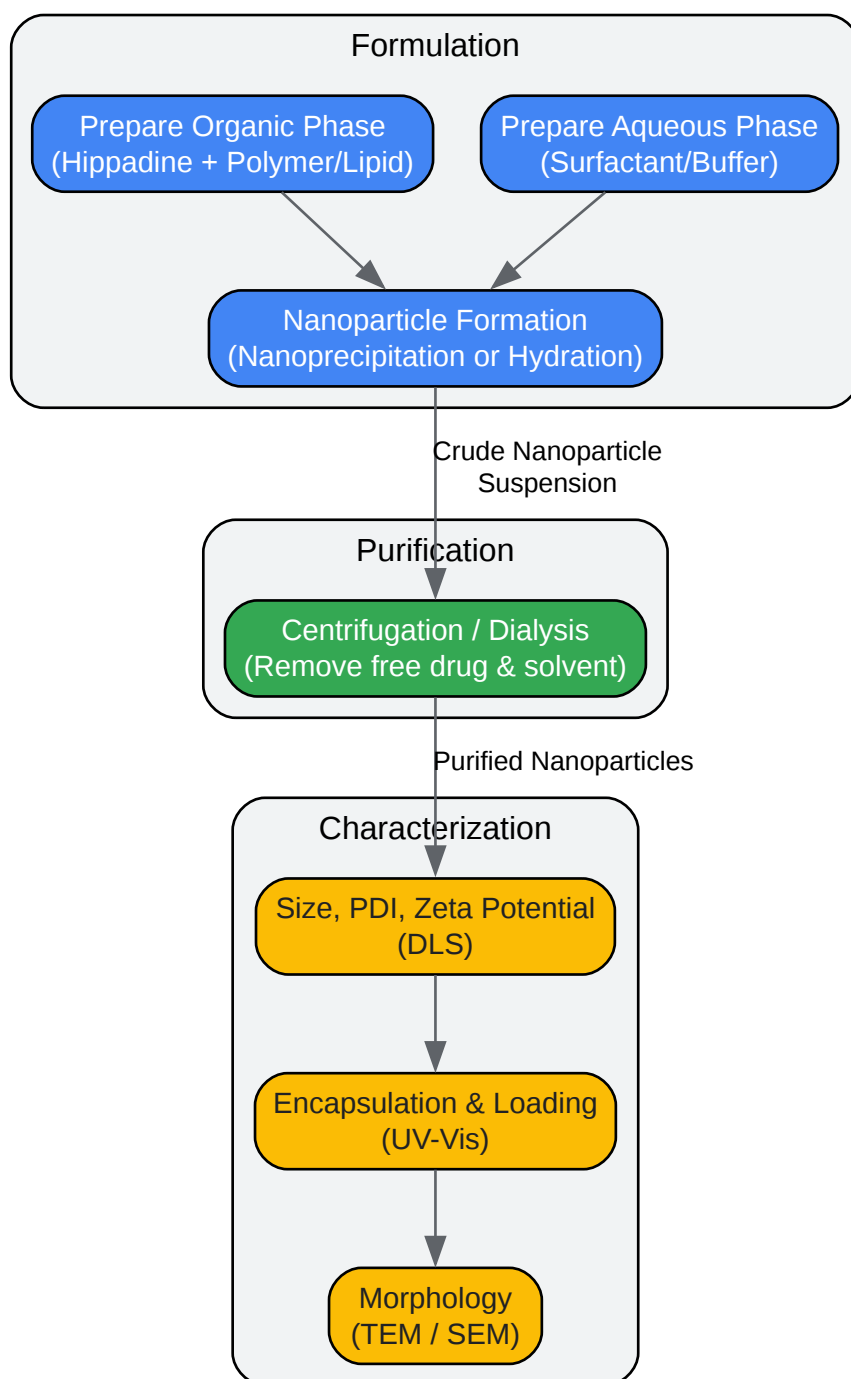 Formulation
Prepare Organic Phase
(Hippadine + Polymer/Lipid)
Prepare Aqueous Phase
(Surfactant/Buffer)
Nanoparticle Formation
(Nanoprecipitation or Hydration)
Crude Nanoparticle
Suspension
Purification
Centrifugation / Dialysis
(Remove free drug & solvent)
Purified Nanoparticles
Characterization
Size, PDI, Zeta Potential
(DLS)
Encapsulation & Loading
(UV-Vis)
Morphology
(TEM / SEM)